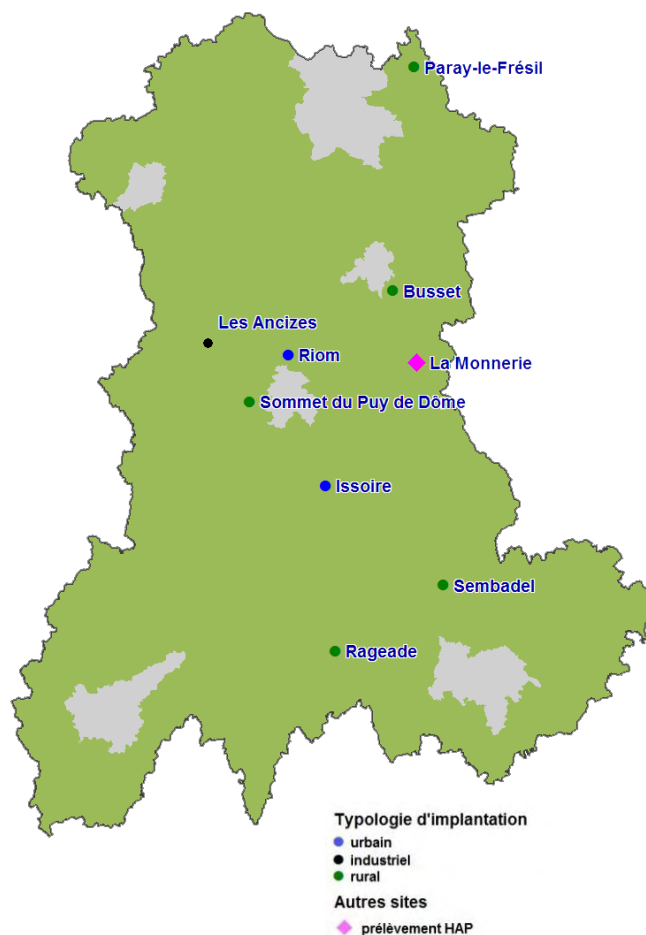 Paray-le-Frésil
Busset
Les Ancizes
Riom
La Monnerie
Sommet du Puy de Dôme
Issoire
Sembadel
Rageade
Typologie d'implantation
urbain
industriel
rural
Autres sites
prélèvement HAP